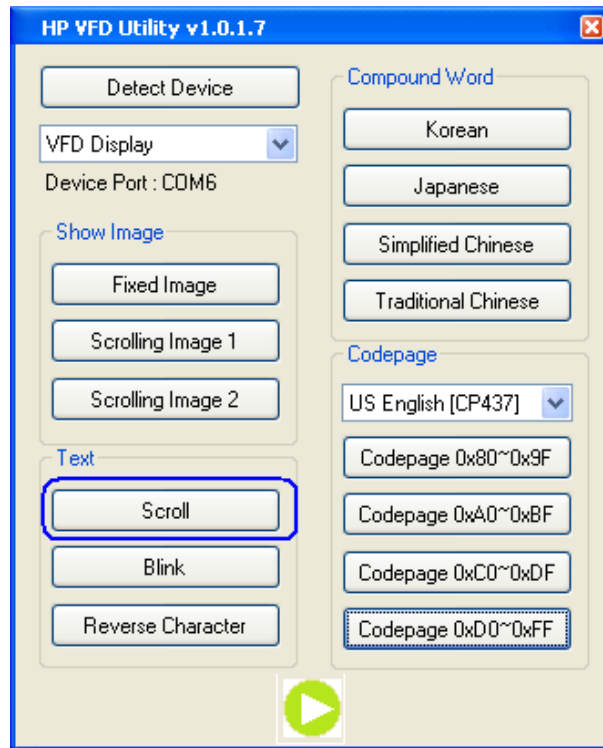 HP VFD Utility v1.0.1.7
Detect Device
VFD Display
Device Port : COM6
Show Image
Fixed Image
Scrolling Image 1
Scrolling Image 2
Text
Scroll
Blink
Reverse Character
Compound Word
Korean
Japanese
Simplified Chinese
Traditional Chinese
Codepage
US English [CP437]
Codepage 0x80~0x9F
Codepage 0xA0~0xBF
Codepage 0xC0~0xDF
Codepage 0xD0~0xFF